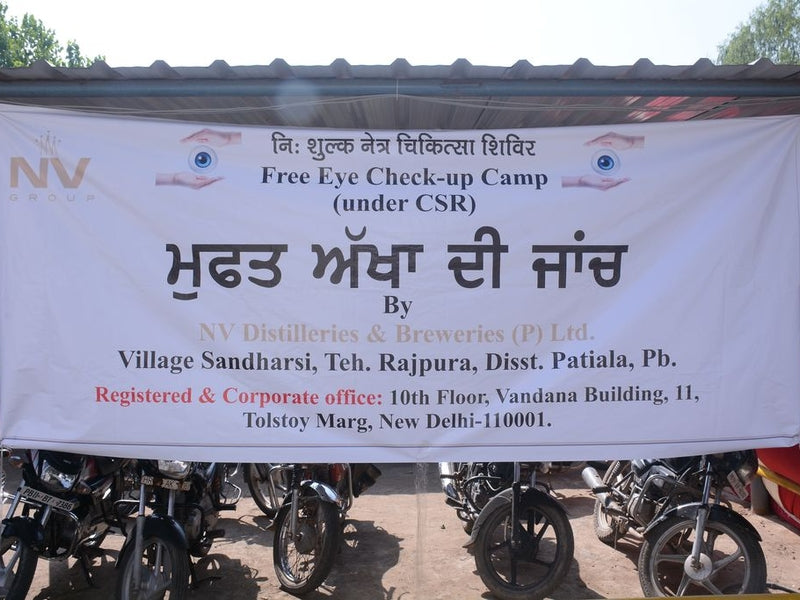 NV
GROUP
नि: शुल्क नेत्र चिकित्सा शिविर
Free Eye Check-up Camp
(under CSR)
ਮੁਫਤ ਅੱਖਾ ਦੀ ਜਾਂਚ
By
NV Distilleries & Breweries (P) Ltd.
Village Sandharsi, Teh. Rajpura, Disst. Patiala, Pb.
Registered & Corporate office: 10th Floor, Vandana Building, 11,
Tolstoy Marg, New Delhi-110001.